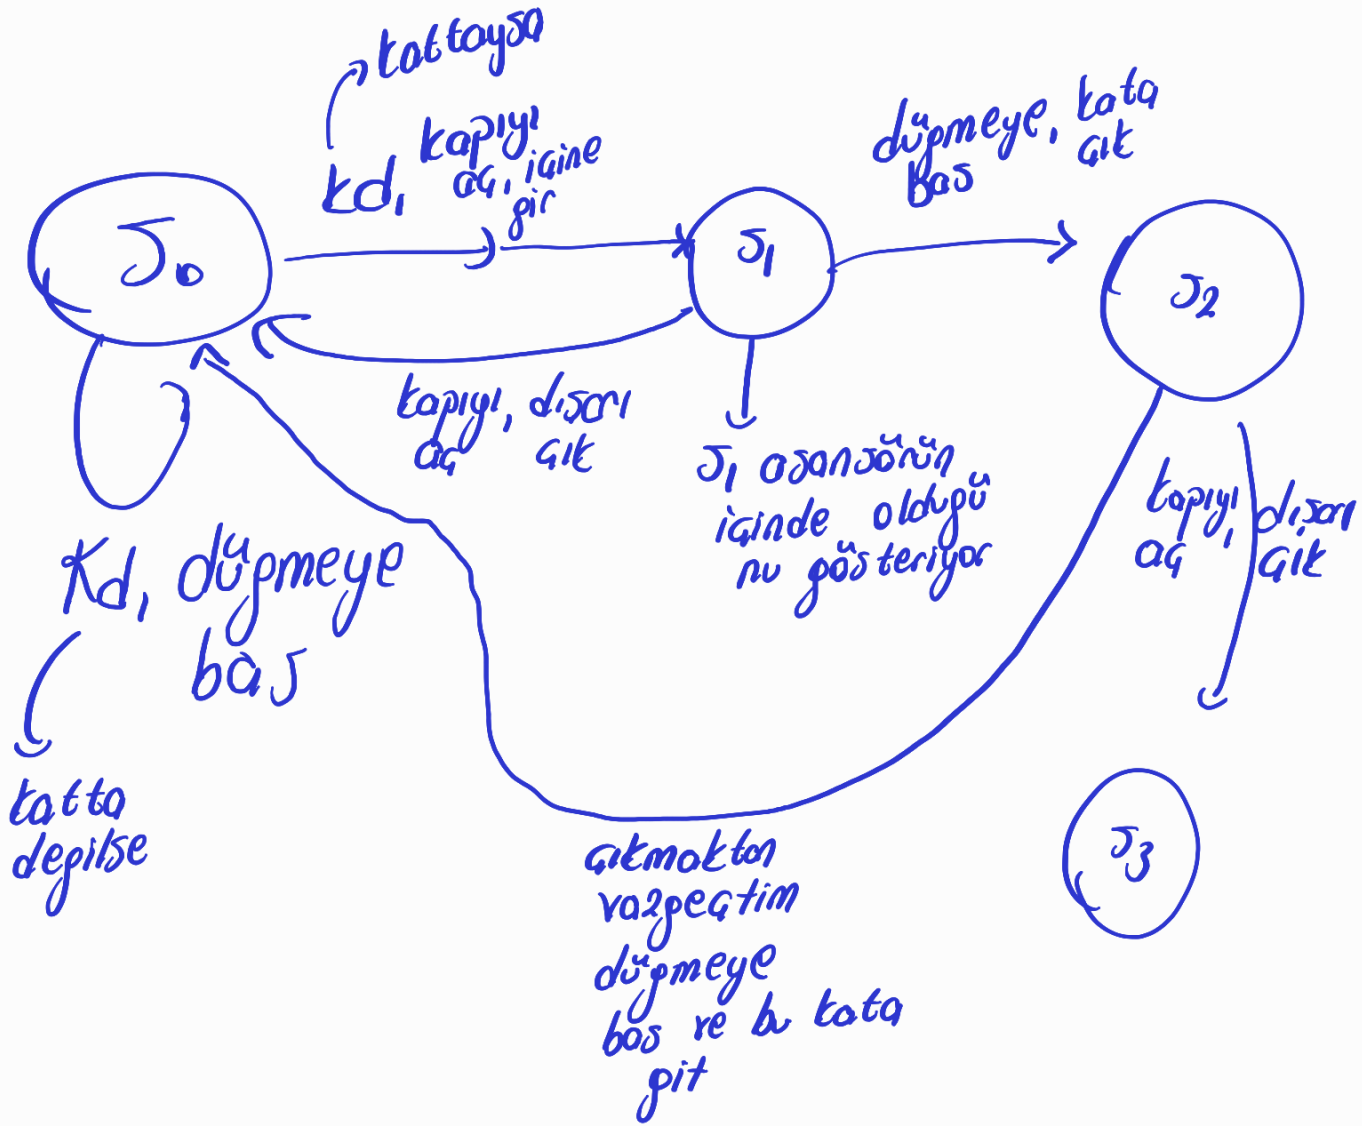 kattaysa
kd, kapıyı
aç, içine
gir
düğmeye, kata
bas çık
S0
S1
S2
kapıyı, dışarı
aç çık
S1 asansörün
içinde olduğu
nu gösteriyor
kapıyı, dışarı
aç çık
Kd, düğmeye
bas
katta
değilse
S3
çıkmaktan
vazgeçtim
düğmeye
bas ve bu kata
git